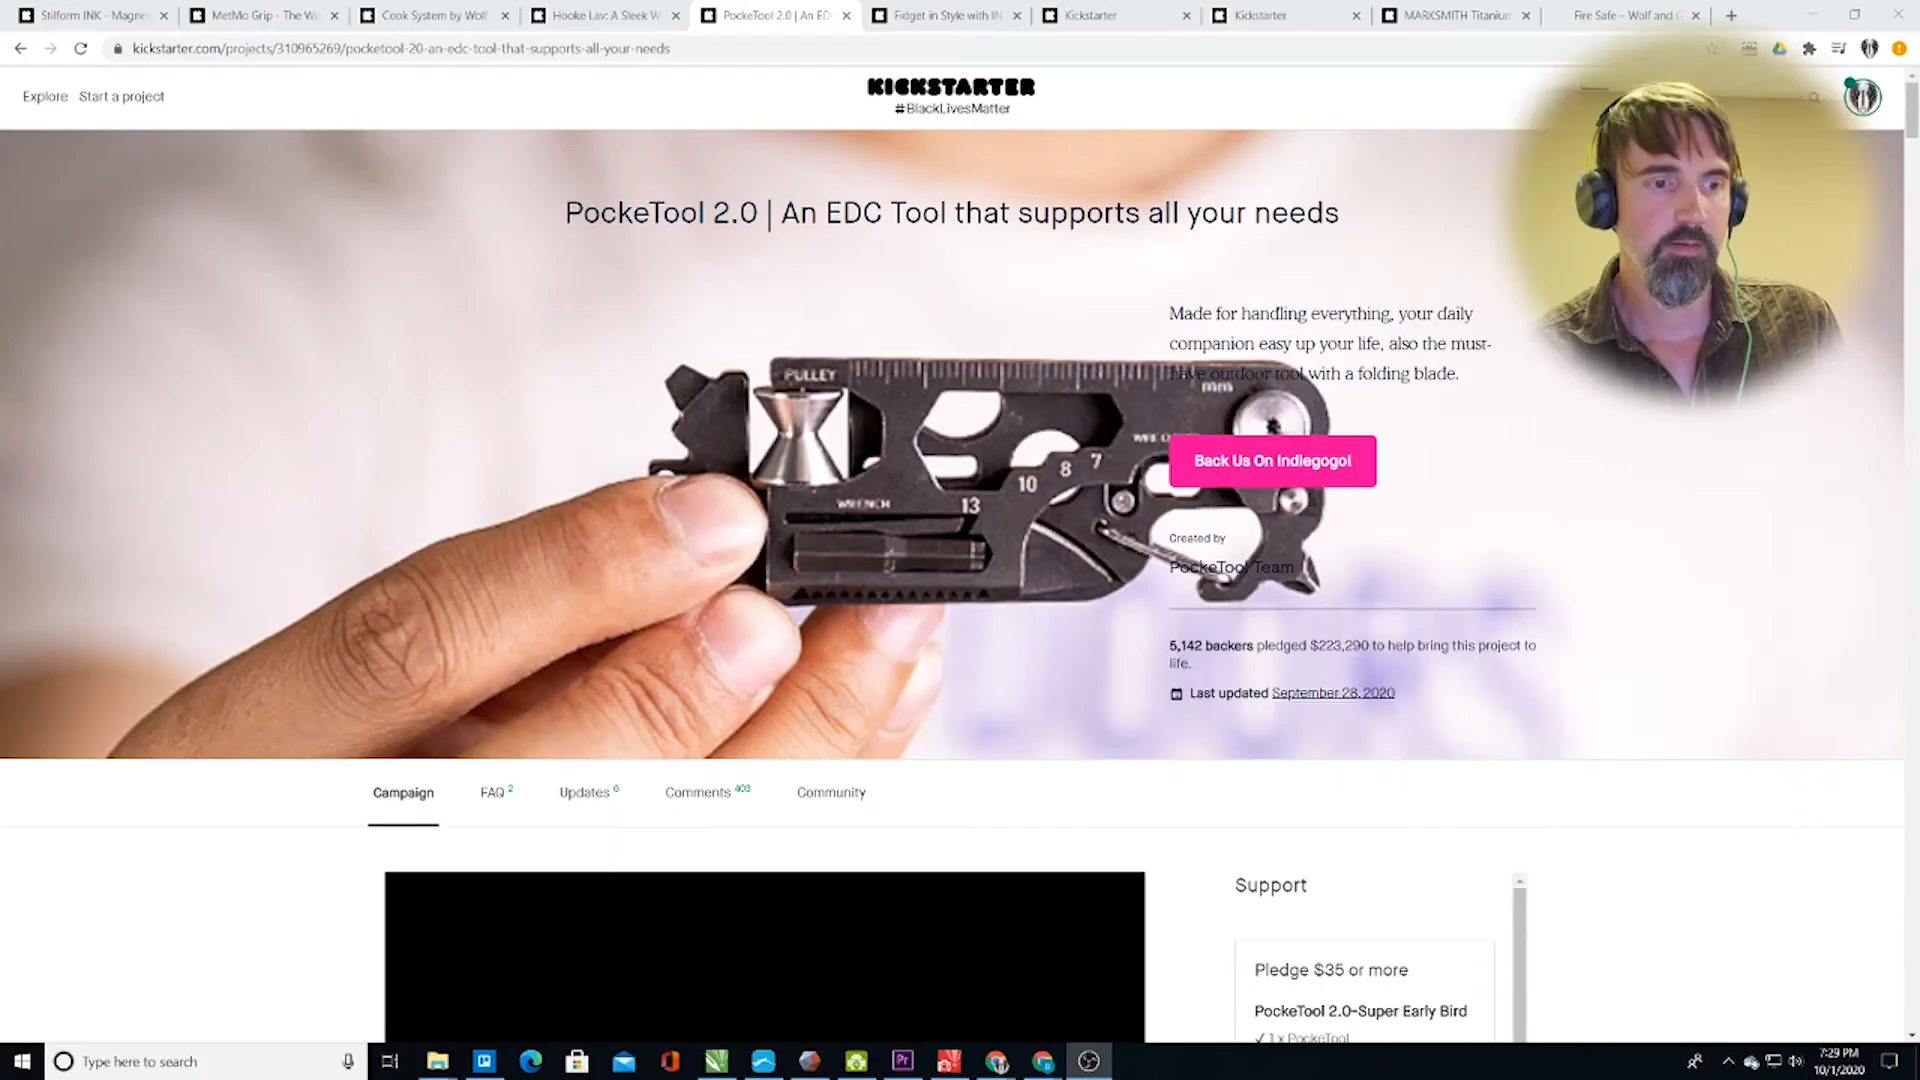 Stilform INK - Magnet
MetMo Grip - The W
Cook System by Wolf
Hooke Lav: A Sleek W
PockeTool 2.0 | An ED
Fidget in Style with IN
Kickstarter
Kickstarter
MARKSMITH Titanium
Fire Safe – Wolf and G
kickstarter.com/projects/310965269/pocketool-20-an-edc-tool-that-supports-all-your-needs
Explore
Start a project
KICKSTARTER
#BlackLivesMatter
PockeTool 2.0 | An EDC Tool that supports all your needs
Made for handling everything, your daily
companion easy up your life, also the must-
have outdoor tool with a folding blade.
PULLEY
mm
WRENCH
13
10
8
7
Back Us On Indiegogo!
Created by
PockeTool Team
5,142 backers pledged $223,290 to help bring this project to
life.
Last updated September 28, 2020
Campaign
FAQ 2
Updates 6
Comments 403
Community
Support
Pledge $35 or more
PockeTool 2.0-Super Early Bird
✓ 1 x PockeTool
Type here to search
7:29 PM
10/1/2020